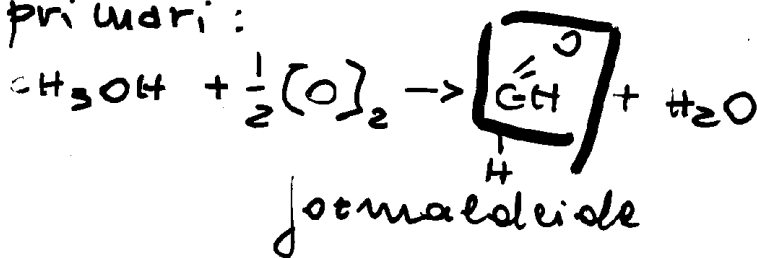 primari:
CH₃OH + 1/2 [O]₂ → CH=O + H₂O
H
formaldeide